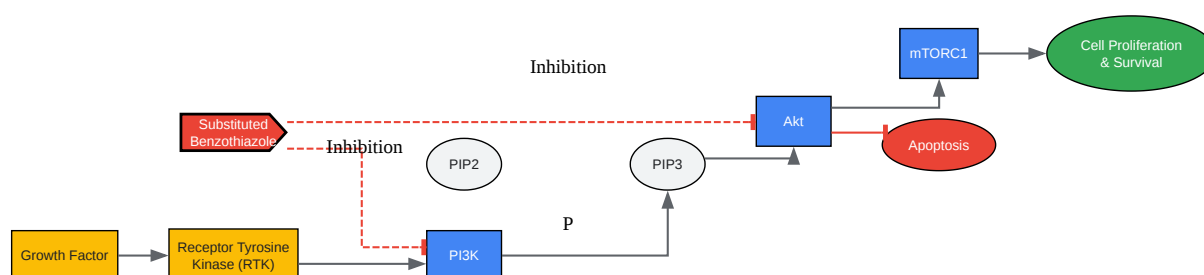 mTORC1
Cell Proliferation
& Survival
Inhibition
Substituted
Benzothiazole
Akt
Inhibition
PIP2
PIP3
Apoptosis
P
Growth Factor
Receptor Tyrosine
Kinase (RTK)
PI3K